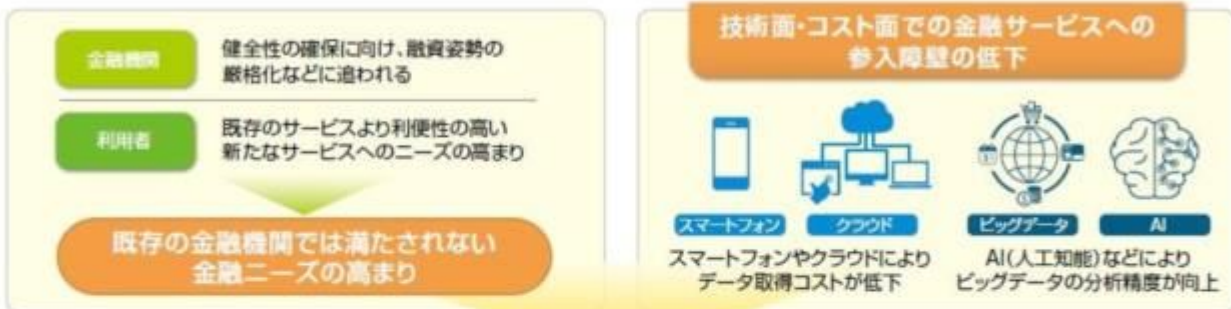 金融機関
健全性の確保に向け、融資姿勢の
厳格化などに追われる
利用者
既存のサービスより利便性の高い
新たなサービスへのニーズの高まり
既存の金融機関では満たされない
金融ニーズの高まり
技術面・コスト面での金融サービスへの
参入障壁の低下
スマートフォン
クラウド
ビッグデータ
AI
スマートフォンやクラウドにより
データ取得コストが低下
AI(人工知能)などにより
ビッグデータの分析精度が向上